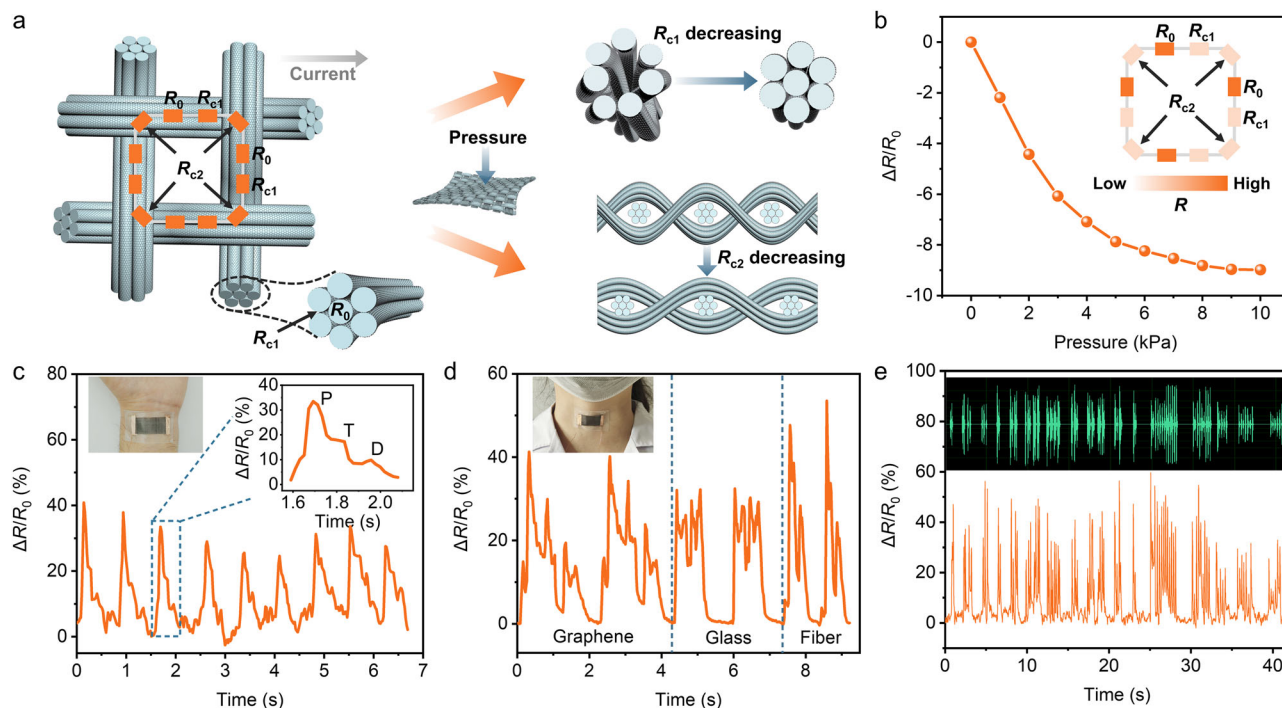 a
Current
R0
Rc1
Rc2
R0
Rc1
Rc1
R0
Pressure
Rc1 decreasing
Rc2 decreasing
b
ΔR/R0
0
-2
-4
-6
-8
-10
0 2 4 6 8 10
Pressure (kPa)
R0
Rc1
R0
Rc2
Rc1
Low
High
R
c
ΔR/R0 (%)
80
60
40
20
0
0 1 2 3 4 5 6 7
Time (s)
ΔR/R0 (%)
40
30
20
10
0
P
T
D
1.6 1.8 2.0
Time (s)
d
ΔR/R0 (%)
60
40
20
0
Graphene
Glass
Fiber
0 2 4 6 8
Time (s)
e
ΔR/R0 (%)
100
80
60
40
20
0
0 10 20 30 40
Time (s)